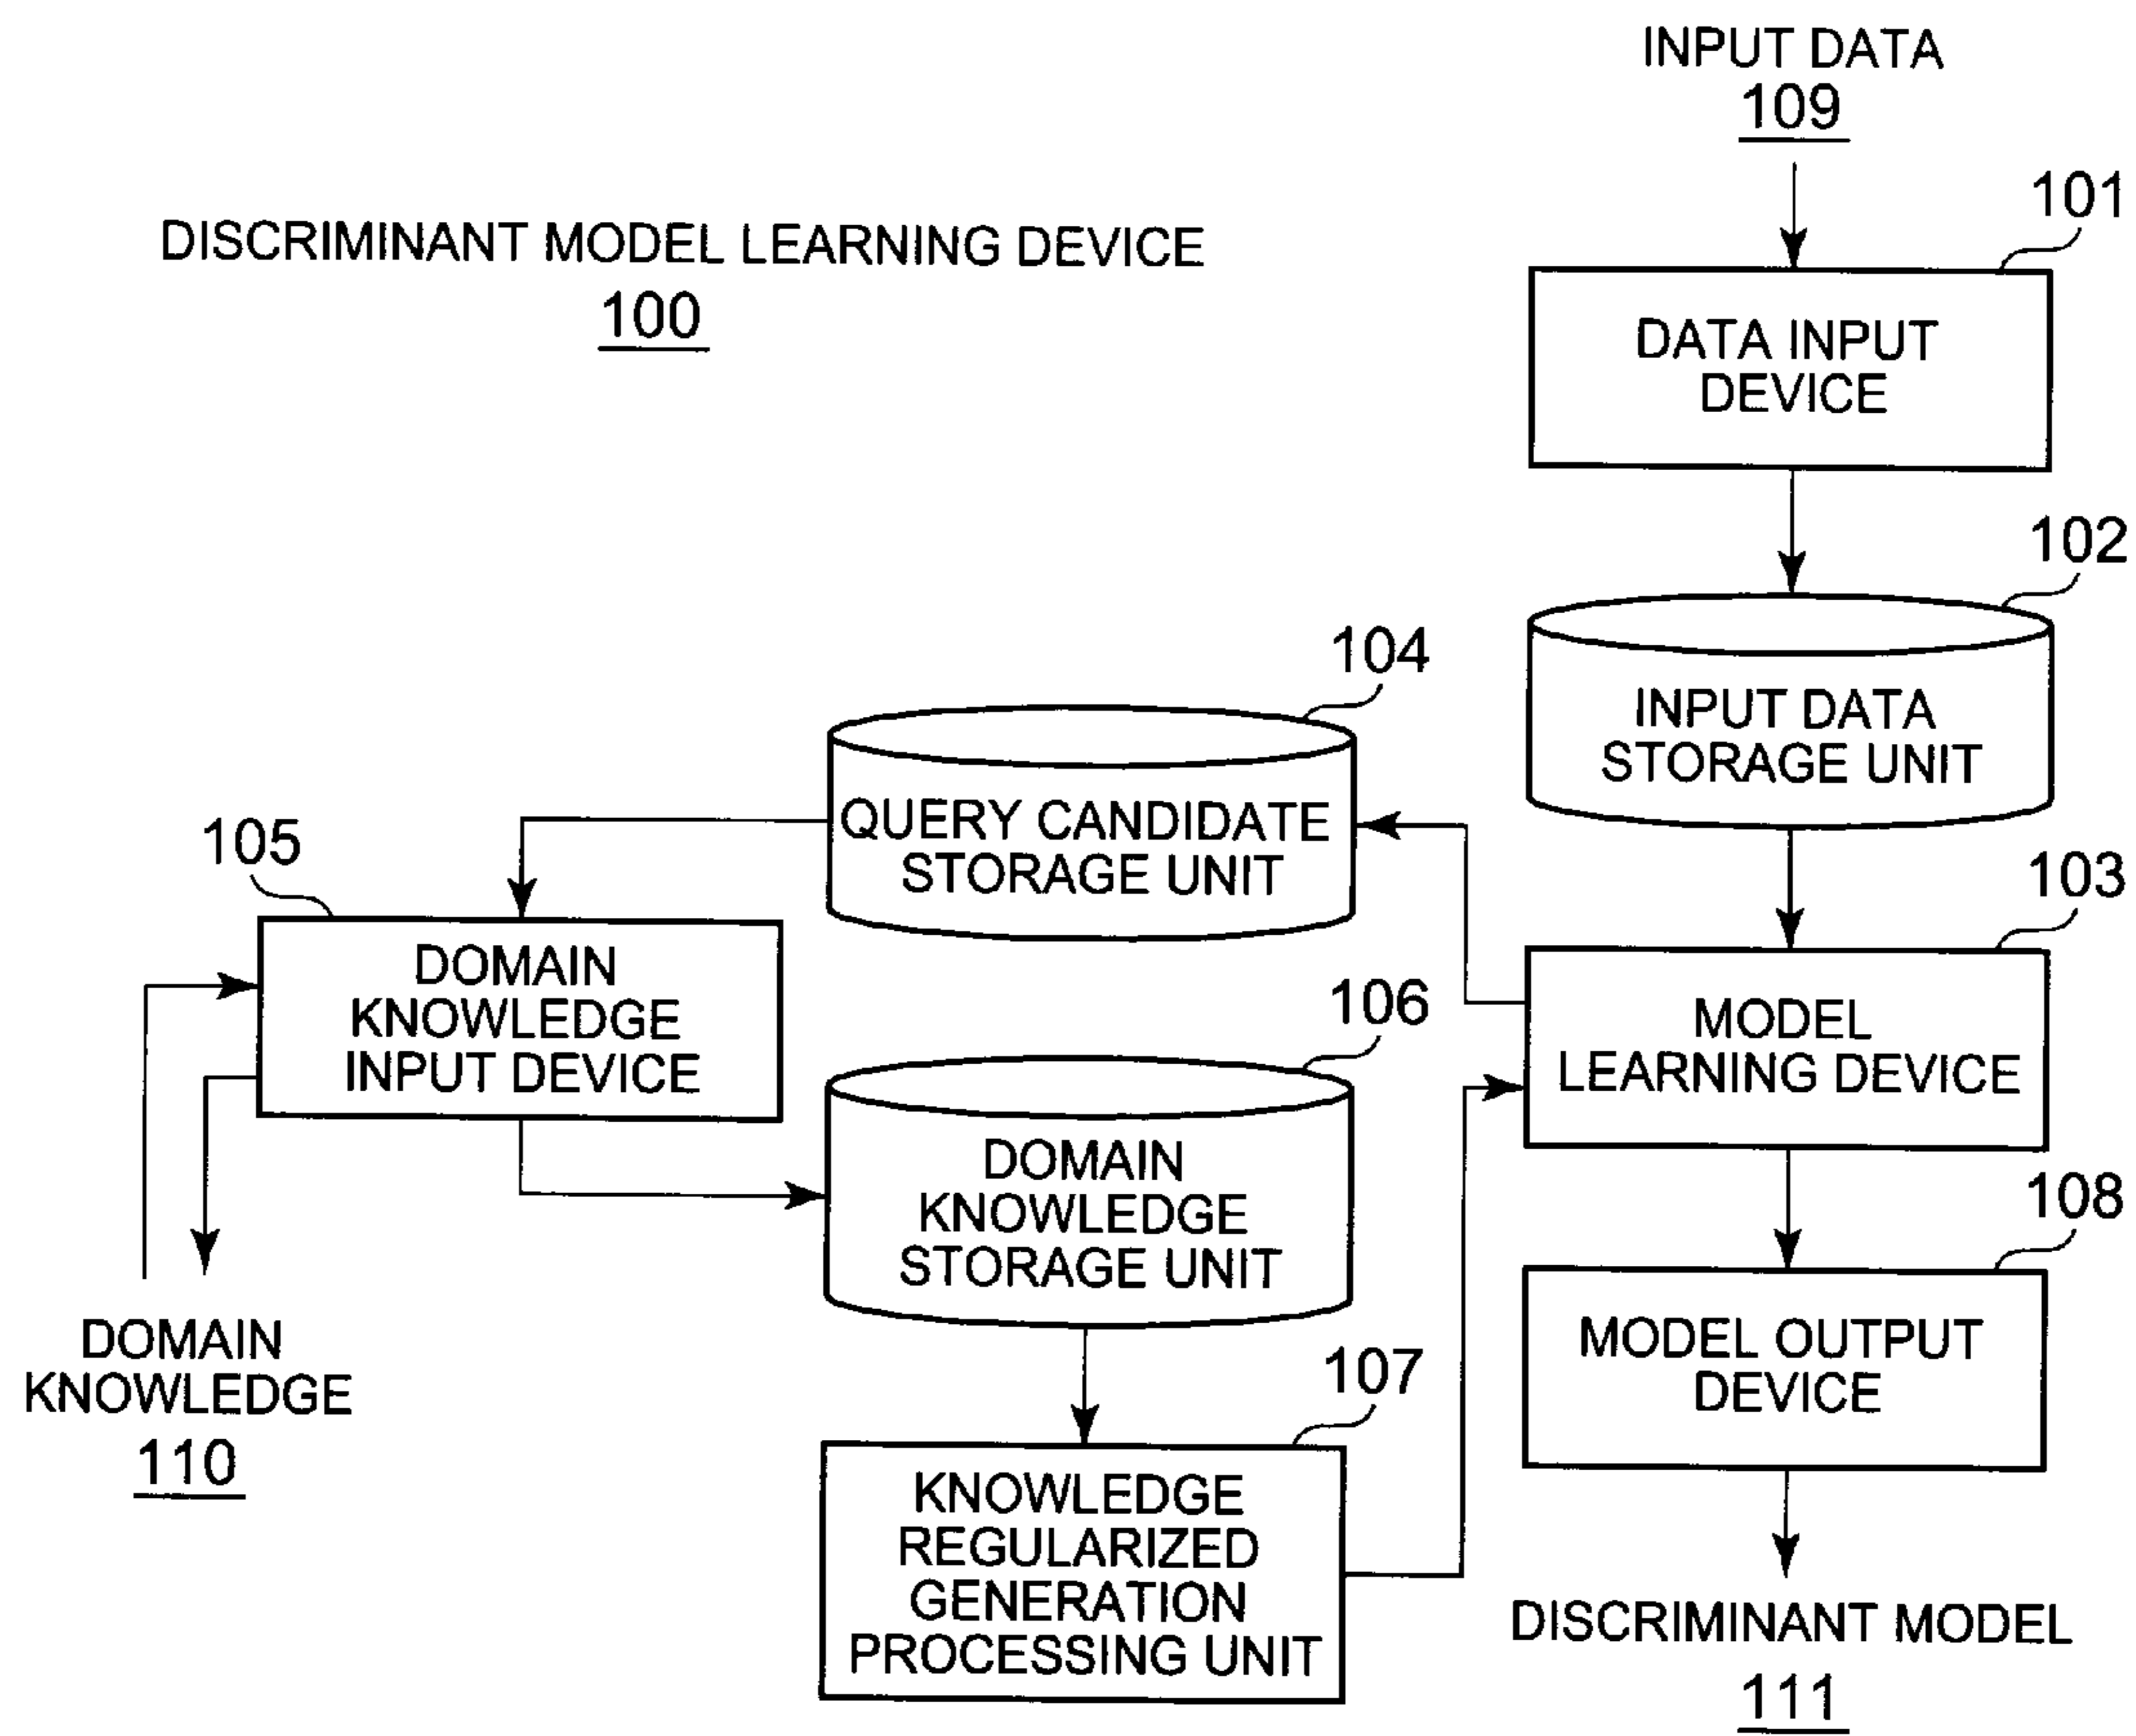 INPUT DATA
109
101
DISCRIMINANT MODEL LEARNING DEVICE
100
DATA INPUT
DEVICE
102
INPUT DATA
STORAGE UNIT
104
QUERY CANDIDATE
STORAGE UNIT
105
DOMAIN
KNOWLEDGE
INPUT DEVICE
103
MODEL
LEARNING DEVICE
106
DOMAIN
KNOWLEDGE
STORAGE UNIT
108
MODEL OUTPUT
DEVICE
DOMAIN
KNOWLEDGE
110
107
KNOWLEDGE
REGULARIZED
GENERATION
PROCESSING UNIT
DISCRIMINANT MODEL
111